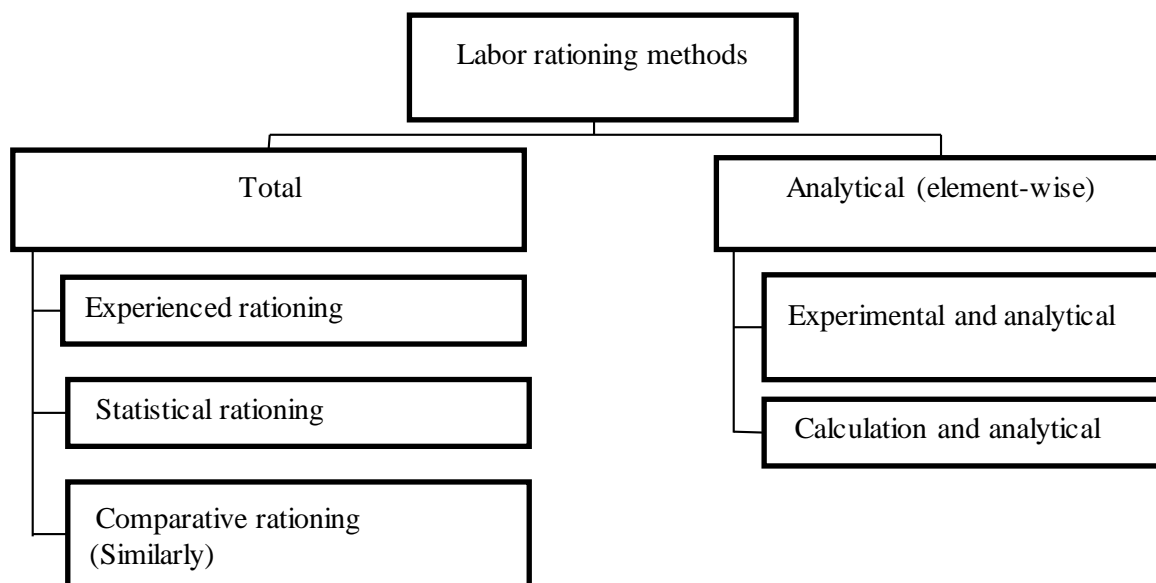 Labor rationing methods
Total
Experienced rationing
Statistical rationing
Comparative rationing
(Similarly)
Analytical (element-wise)
Experimental and analytical
Calculation and analytical